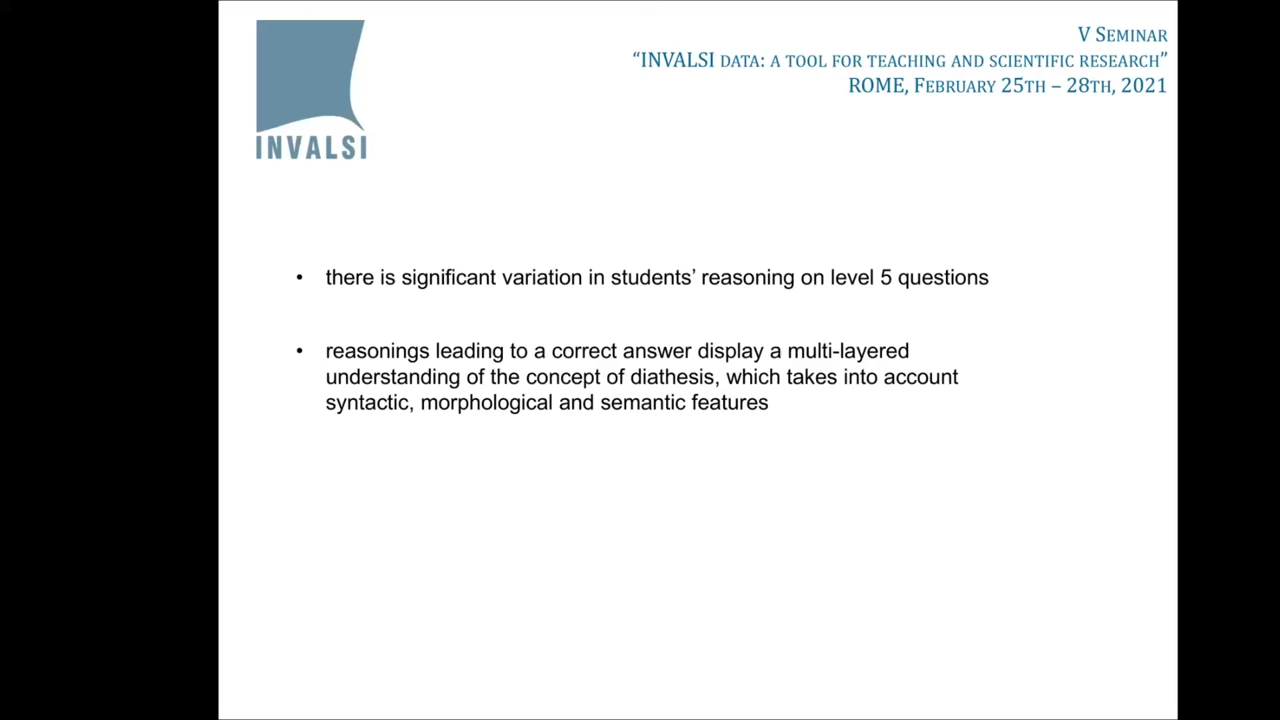 V SEMINAR
“INVALSI DATA: A TOOL FOR TEACHING AND SCIENTIFIC RESEARCH”
ROME, FEBRUARY 25TH – 28TH, 2021
INVALSI
• there is significant variation in students’ reasoning on level 5 questions
• reasonings leading to a correct answer display a multi-layered
understanding of the concept of diathesis, which takes into account
syntactic, morphological and semantic features